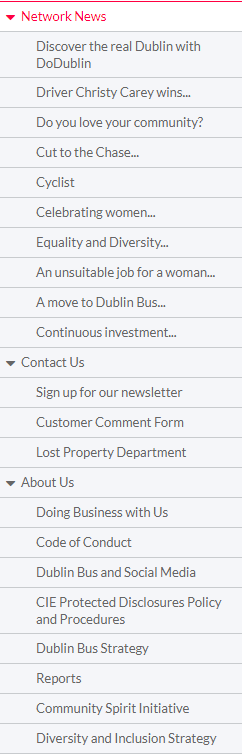 Network News
Discover the real Dublin with
DoDublin
Driver Christy Carey wins...
Do you love your community?
Cut to the Chase...
Cyclist
Celebrating women...
Equality and Diversity...
An unsuitable job for a woman...
A move to Dublin Bus...
Continuous investment...
Contact Us
Sign up for our newsletter
Customer Comment Form
Lost Property Department
About Us
Doing Business with Us
Code of Conduct
Dublin Bus and Social Media
CIE Protected Disclosures Policy
and Procedures
Dublin Bus Strategy
Reports
Community Spirit Initiative
Diversity and Inclusion Strategy